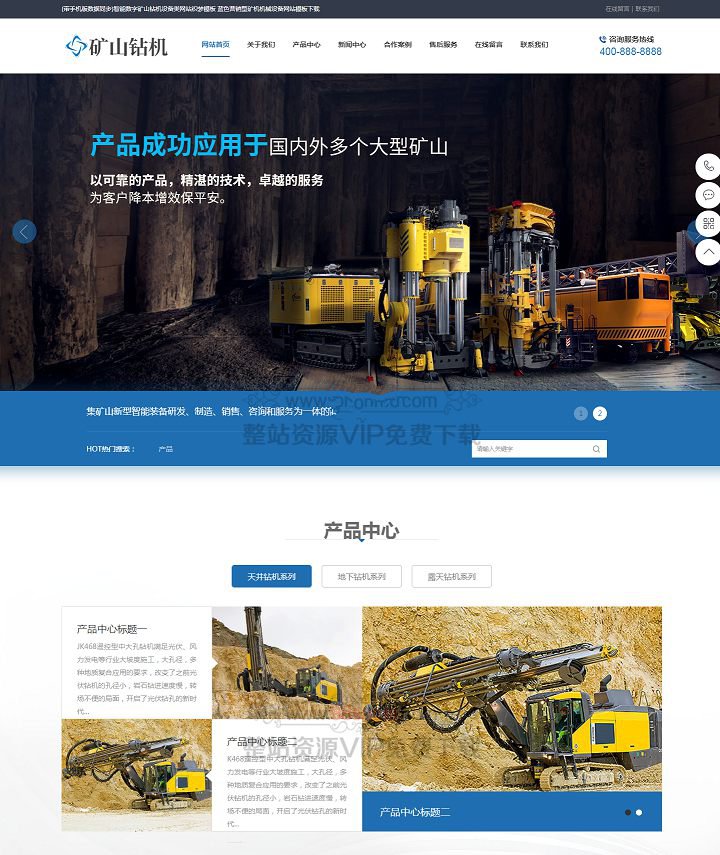 (带手机版数据同步)智能数字矿山钻机设备类网站织梦模板 蓝色营销型矿机机械设备网站模板下载
在线留言 | 联系我们
矿山钻机
网站首页 关于我们 产品中心 新闻中心 合作案例 售后服务 在线留言 联系我们
咨询服务热线
400-888-8888
产品成功应用于国内外多个大型矿山
以可靠的产品，精湛的技术，卓越的服务
为客户降本增效保平安。
集矿山新型智能装备研发、制造、销售、咨询和服务为一体的
1 2
整站资源VIP免费下载
HOT热门搜索： 产品
请输入关键字
产品中心
天井钻机系列 地下钻机系列 露天钻机系列
产品中心标题一
JK468遥控型中大孔钻机满足光伏、风
力发电等行业大坡度施工，大孔径，多
种地质复合应用的要求，改变了之前光
伏钻机的孔径小，岩石钻进速度慢，转
场不便的局面，开启了光伏钻孔的新时
代...
产品中心标题二
整站资源VIP免费下载
K468遥控型中大孔钻机满足光伏、风
力发电等行业大坡度施工，大孔径，多
种地质复合应用的要求，改变了之前光
伏钻机的孔径小，岩石钻进速度慢，转
场不便的局面，开启了光伏钻孔的新时
代...
产品中心标题二